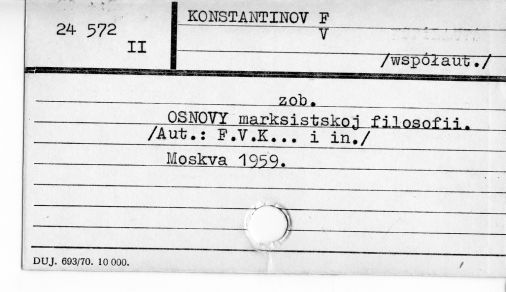 24 572
II
KONSTANTINOV F
V
/współaut./
zob.
OSNOVY marksistskoj filosofii.
/Aut.: F.V.K... i in./
Moskva 1959.
DUJ. 693/70. 10 000.